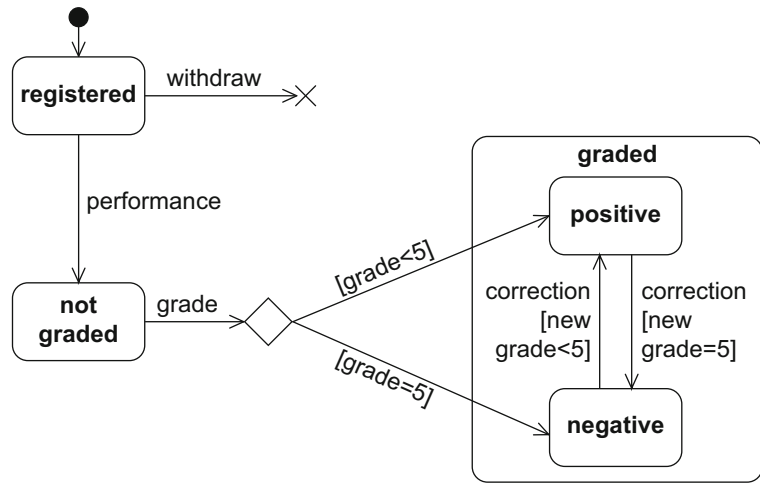 registered
withdraw
performance
not
graded
grade
[grade<5]
[grade=5]
graded
positive
correction
[new
grade<5]
correction
[new
grade=5]
negative